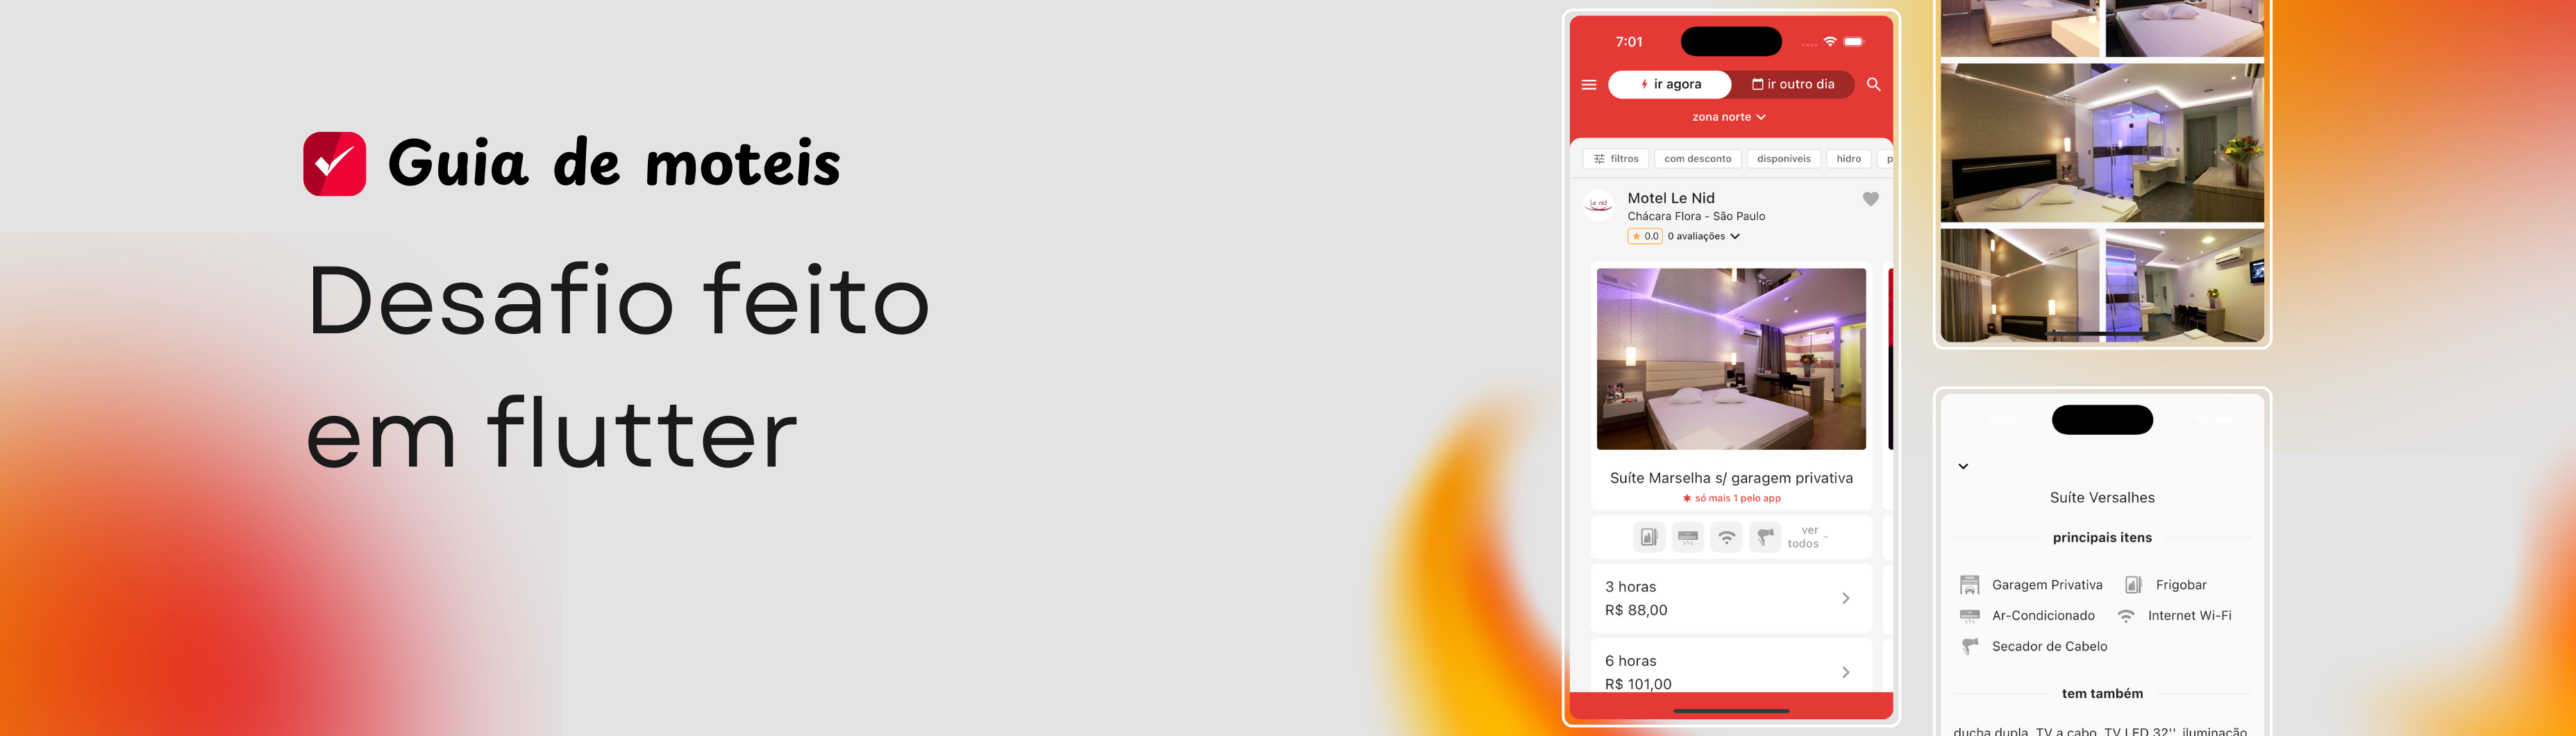 Guia de moteis
Desafio feito
em flutter
7:01
ir agora
ir outro dia
zona norte
filtros
com desconto
disponíveis
hidro
p
Le nid
Motel Le Nid
Chácara Flora - São Paulo
0.0
0 avaliações
Suíte Marselha s/ garagem privativa
só mais 1 pelo app
ver
todos
3 horas
R$ 88,00
6 horas
R$ 101,00
7:02
Suíte Versalhes
principais itens
Garagem Privativa
Frigobar
Ar-Condicionado
Internet Wi-Fi
Secador de Cabelo
tem também
ducha dupla, TV a cabo, TV LED 32'', iluminação